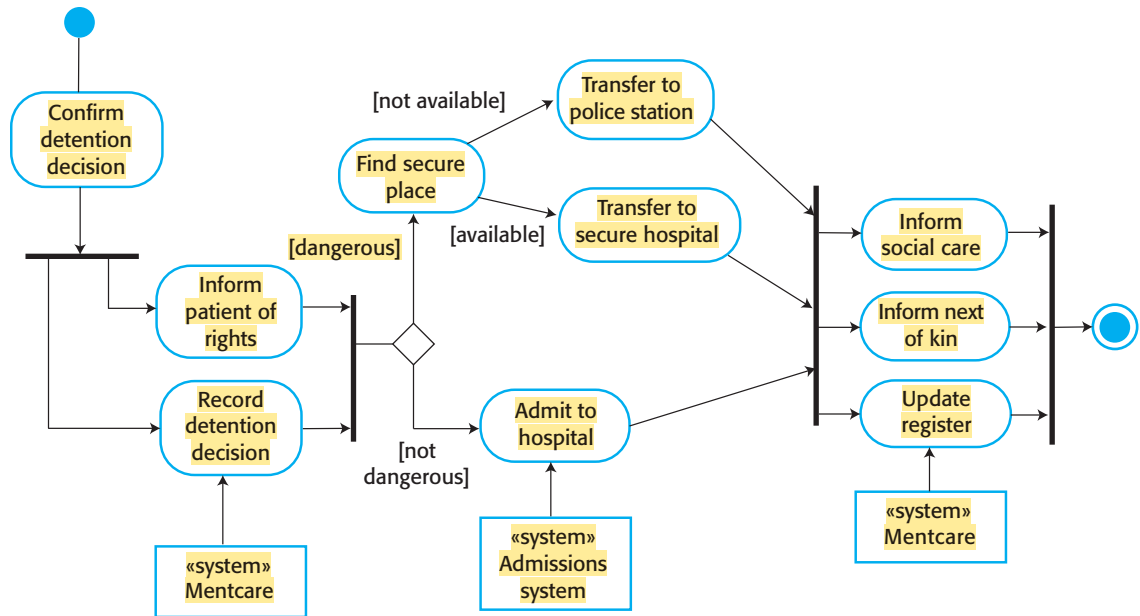 Confirm
detention
decision
Inform
patient of
rights
Record
detention
decision
«system»
Mentcare
[dangerous]
[not
dangerous]
Find secure
place
[not available]
[available]
Transfer to
police station
Transfer to
secure hospital
Admit to
hospital
«system»
Admissions
system
Inform
social care
Inform next
of kin
Update
register
«system»
Mentcare